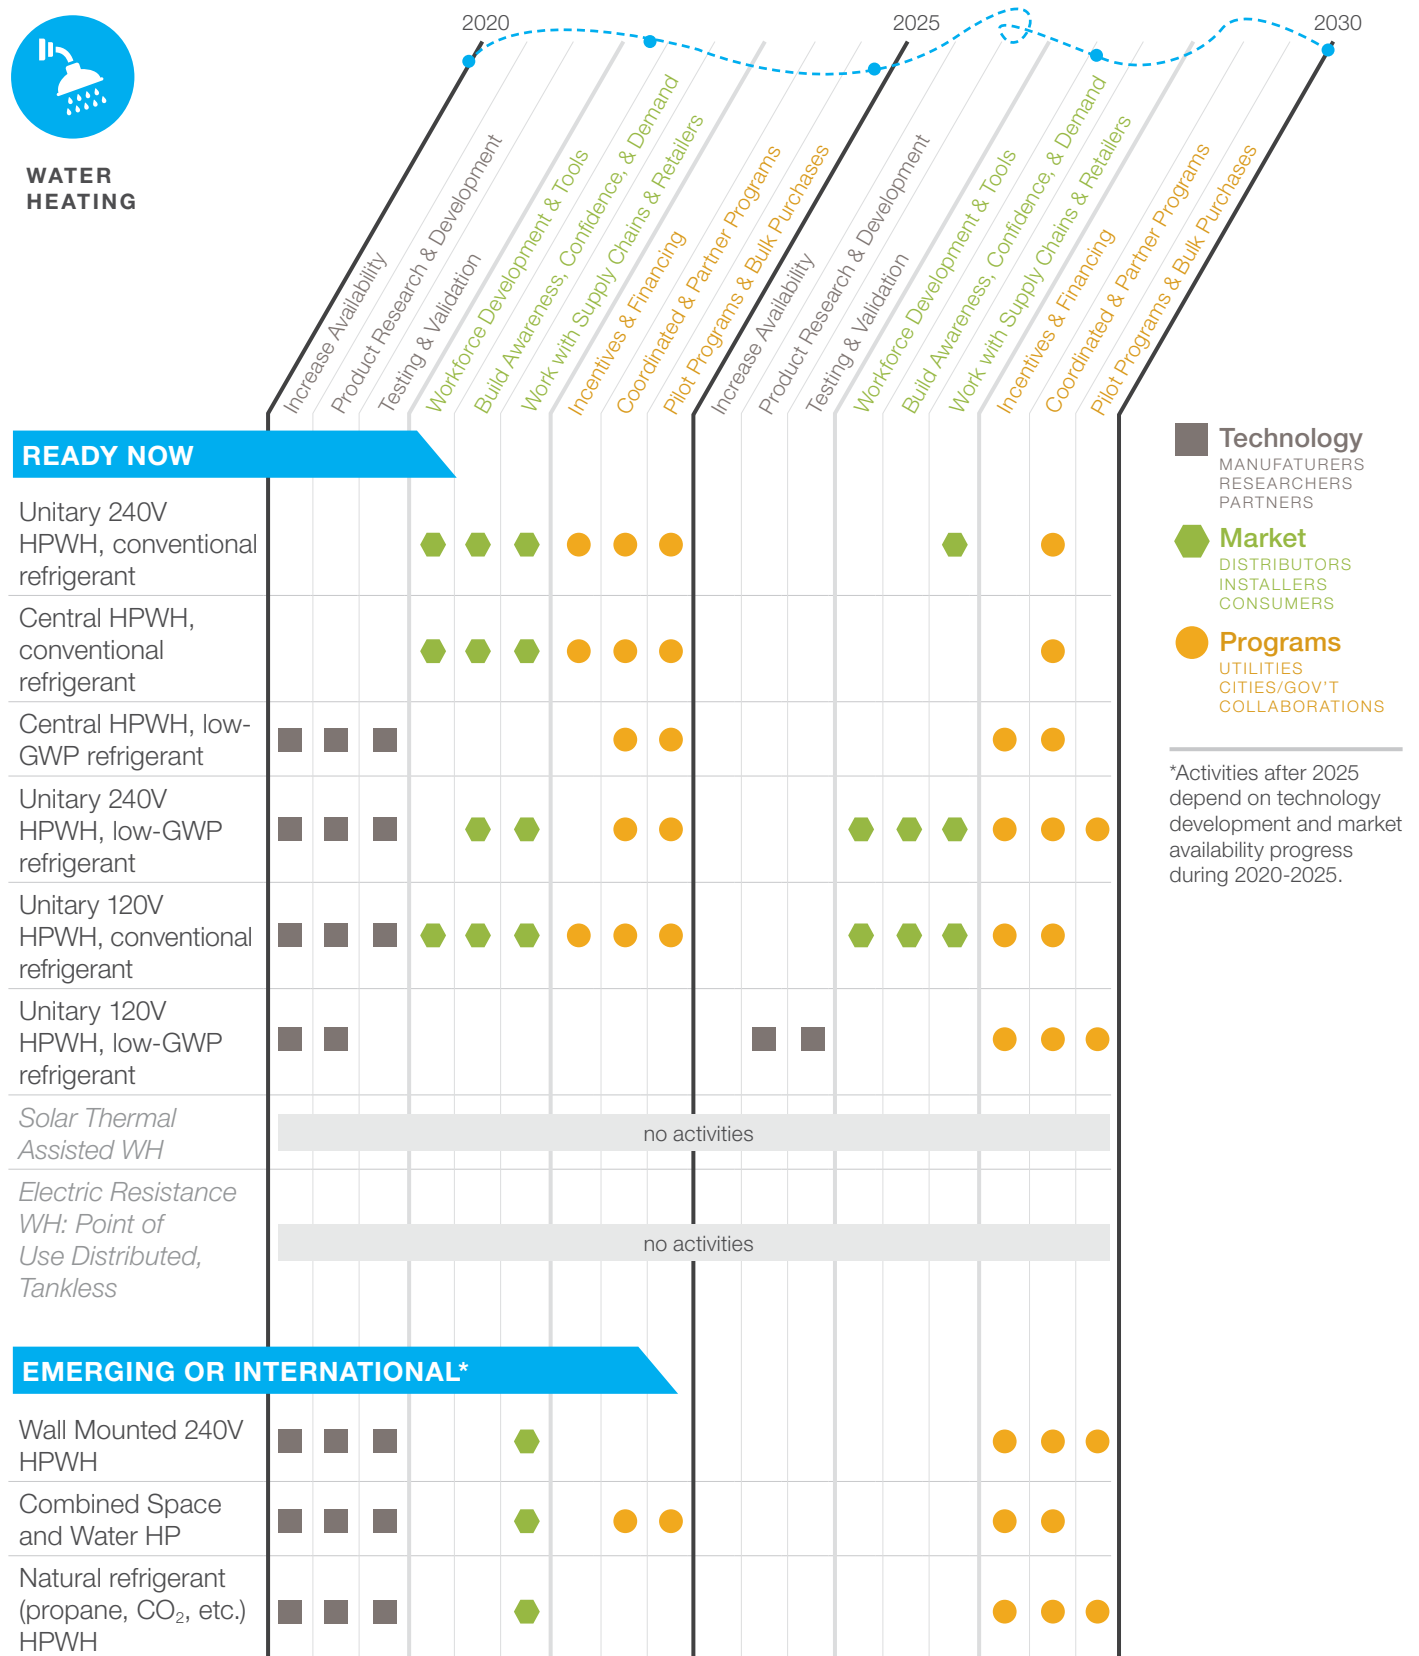 2020
2025
2030
WATER
HEATING
Increase Availability
Product Research & Development
Testing & Validation
Workforce Development & Tools
Build Awareness, Confidence, & Demand
Work with Supply Chains & Retailers
Incentives & Financing
Coordinated & Partner Programs
Pilot Programs & Bulk Purchases
Increase Availability
Product Research & Development
Testing & Validation
Workforce Development & Tools
Build Awareness, Confidence, & Demand
Work with Supply Chains & Retailers
Incentives & Financing
Coordinated & Partner Programs
Pilot Programs & Bulk Purchases
Technology
MANUFATURERS
RESEARCHERS
PARTNERS
Market
DISTRIBUTORS
INSTALLERS
CONSUMERS
Programs
UTILITIES
CITIES/GOV'T
COLLABORATIONS
*Activities after 2025
depend on technology
development and market
availability progress
during 2020-2025.
READY NOW
Unitary 240V
HPWH, conventional
refrigerant
Central HPWH,
conventional
refrigerant
Central HPWH, low-
GWP refrigerant
Unitary 240V
HPWH, low-GWP
refrigerant
Unitary 120V
HPWH, conventional
refrigerant
Unitary 120V
HPWH, low-GWP
refrigerant
Solar Thermal
Assisted WH
no activities
Electric Resistance
WH: Point of
Use Distributed,
Tankless
no activities
EMERGING OR INTERNATIONAL*
Wall Mounted 240V
HPWH
Combined Space
and Water HP
Natural refrigerant
(propane, CO₂, etc.)
HPWH